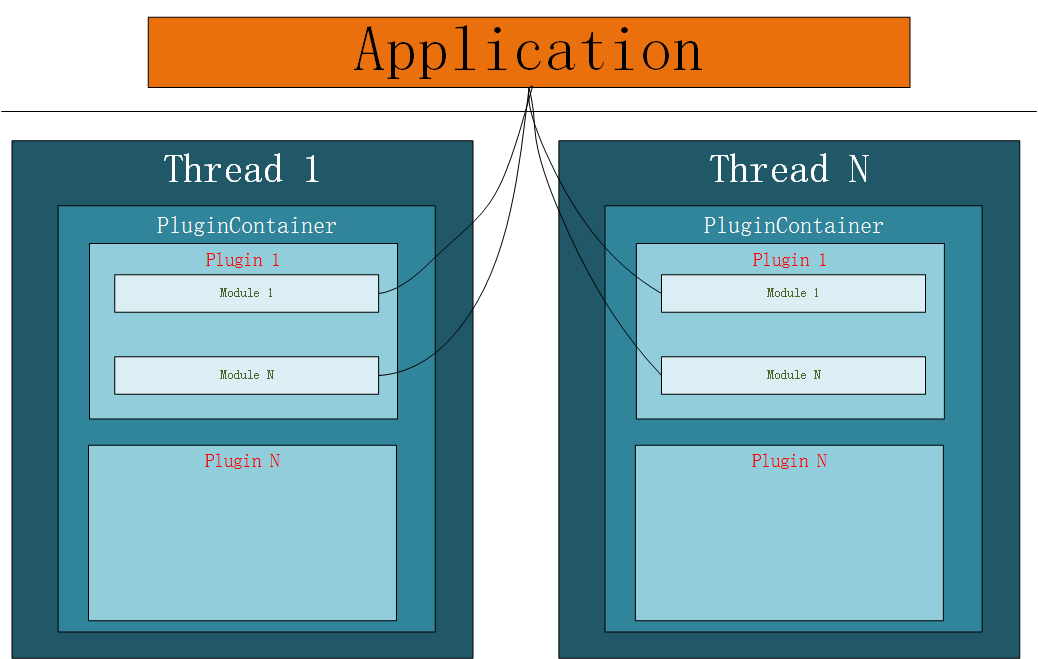 Application
Thread 1
PluginContainer
Plugin 1
Module 1
Module N
Plugin N
Thread N
PluginContainer
Plugin 1
Module 1
Module N
Plugin N